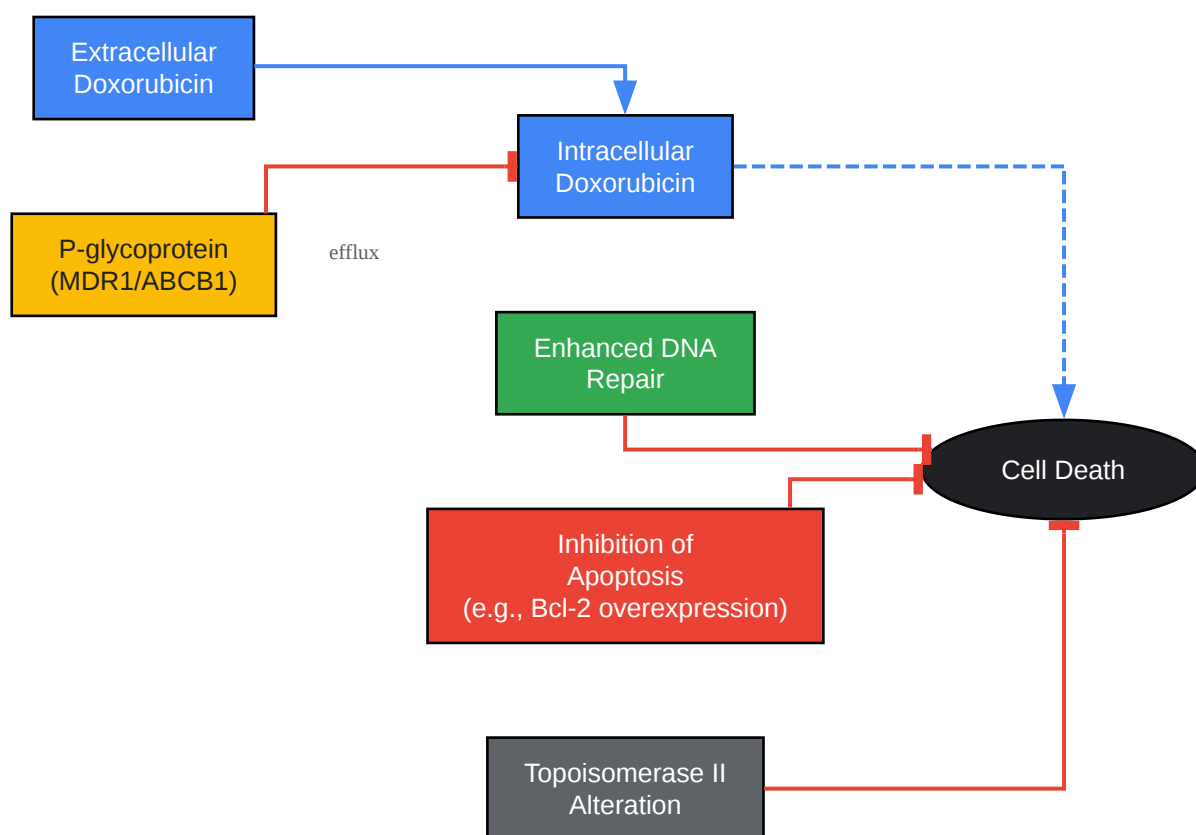 Extracellular
Doxorubicin
Intracellular
Doxorubicin
P-glycoprotein
(MDR1/ABCB1)
efflux
Enhanced DNA
Repair
Cell Death
Inhibition of
Apoptosis
(e.g., Bcl-2 overexpression)
Topoisomerase II
Alteration